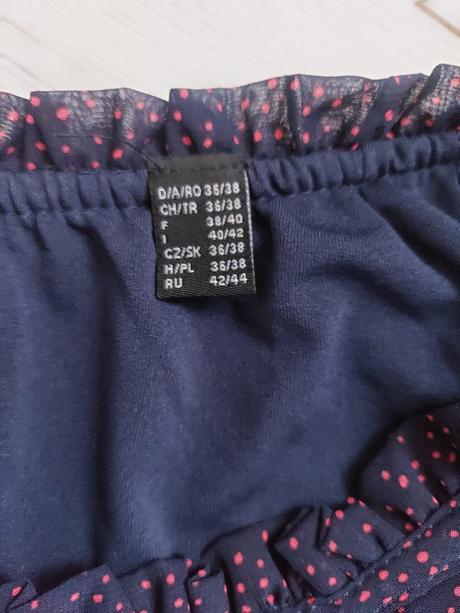 D/A/RO 36/38
CH/TR 36/38
F 38/40
I 40/42
CZ/SK 36/38
H/PL 36/38
RU 42/44